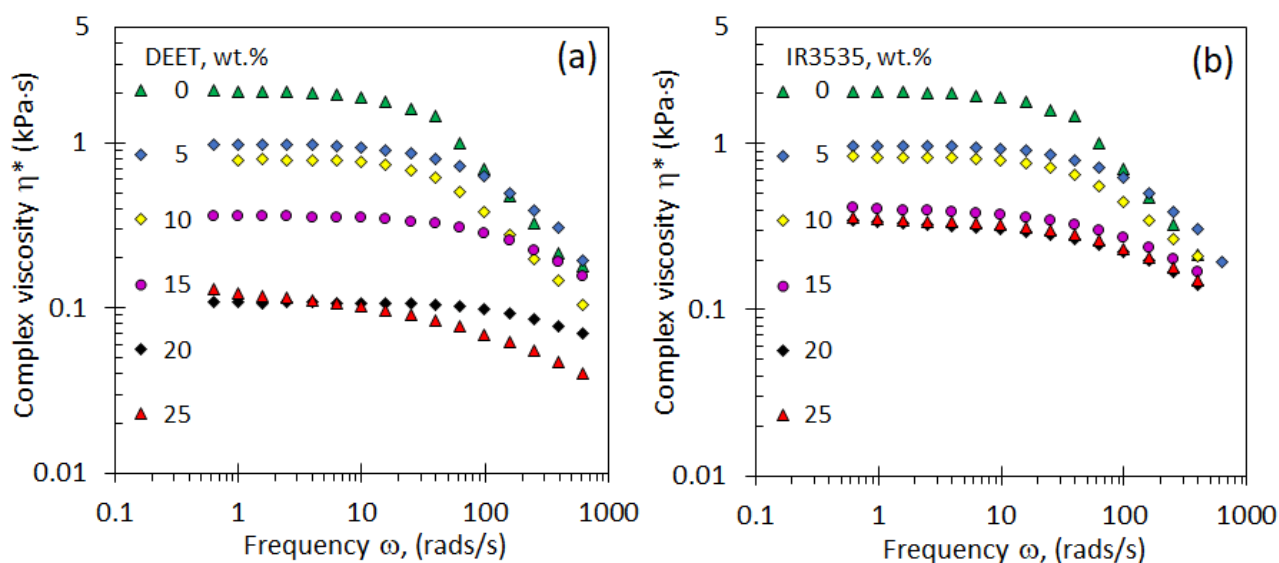 5
1
0.1
0.01
Complex viscosity η* (kPa·s)
DEET, wt.%
(a)
0
5
10
15
20
25
0.1 1 10 100 1000
Frequency ω, (rads/s)
5
1
0.1
0.01
Complex viscosity η* (kPa·s)
IR3535, wt.%
(b)
0
5
10
15
20
25
0.1 1 10 100 1000
Frequency ω, (rads/s)